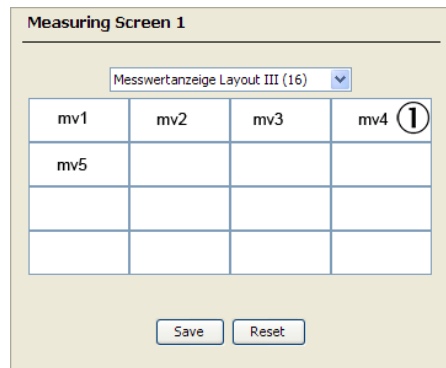 Measuring Screen 1
Messwertanzeige Layout III (16)
mv1 mv2 mv3 mv4 ①
mv5
Save Reset